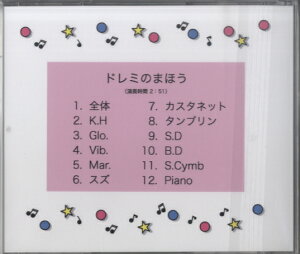 ドレミのまほう
(演奏時間 2:51)
1. 全体
2. K.H
3. Glo.
4. Vib.
5. Mar.
6. スズ
7. カスタネット
8. タンブリン
9. S.D
10. B.D
11. S.Cymb
12. Piano